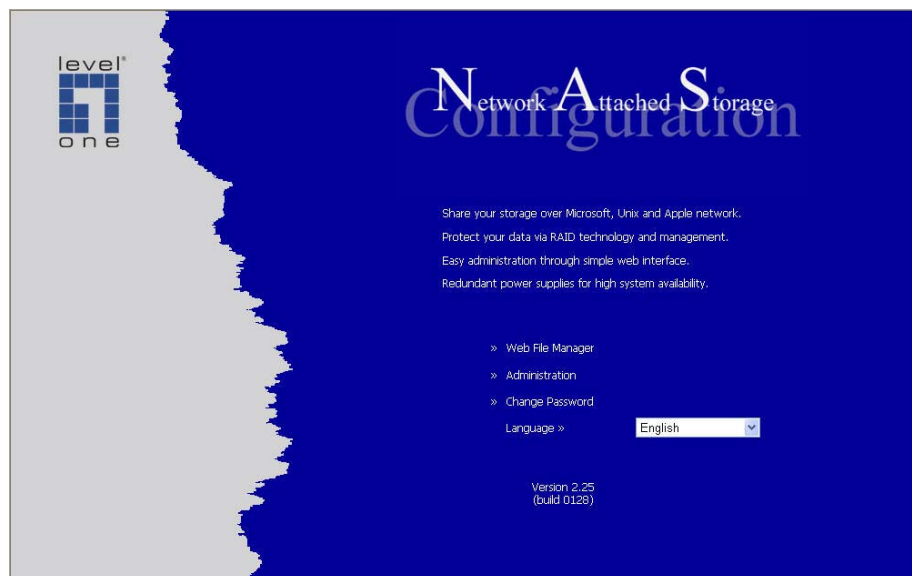 level®
one
Network Attached Storage
Configuration
Share your storage over Microsoft, Unix and Apple network.
Protect your data via RAID technology and management.
Easy administration through simple web interface.
Redundant power supplies for high system availability.
» Web File Manager
» Administration
» Change Password
Language » English
Version 2.25
(build 0128)